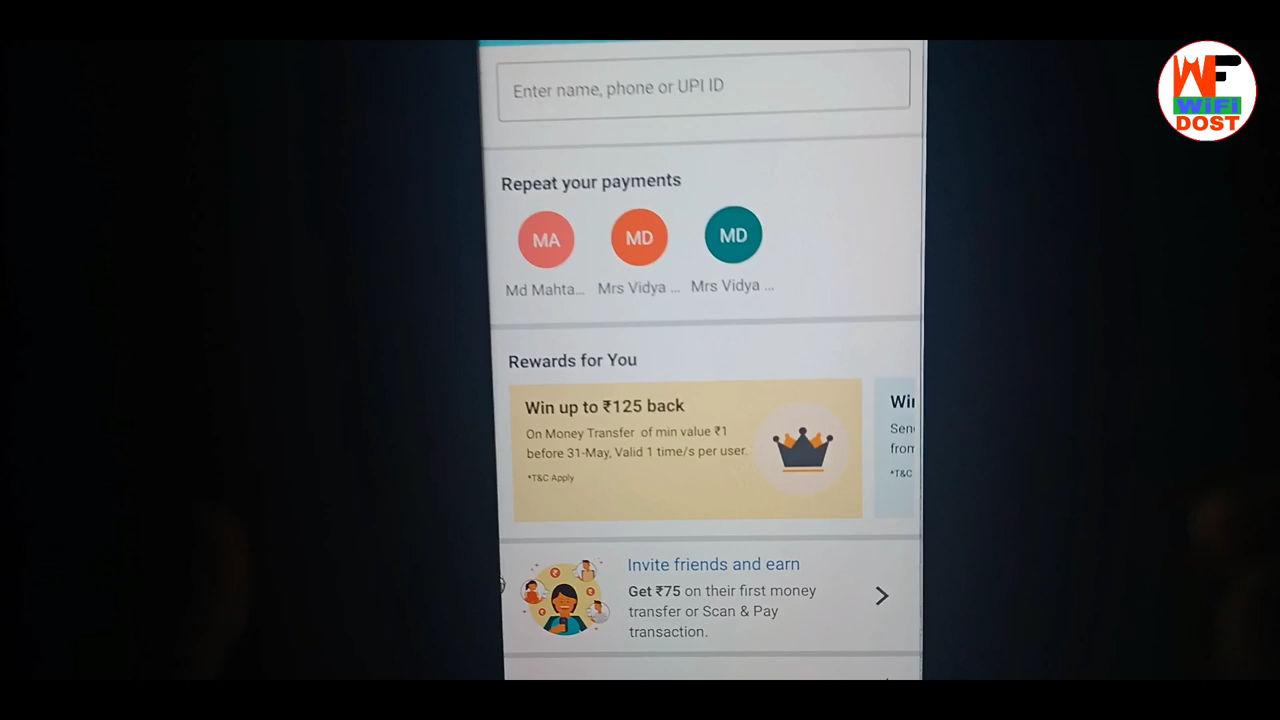 Enter name, phone or UPI ID
Repeat your payments
MA
MD
MD
Md Mahta...
Mrs Vidya ...
Mrs Vidya ...
Rewards for You
Win up to ₹125 back
On Money Transfer of min value ₹1
before 31-May, Valid 1 time/s per user.
*T&C Apply
Wi
Sen
from
*T&C
Invite friends and earn
Get ₹75 on their first money
transfer or Scan & Pay
transaction.
WF
WiFi
DOST